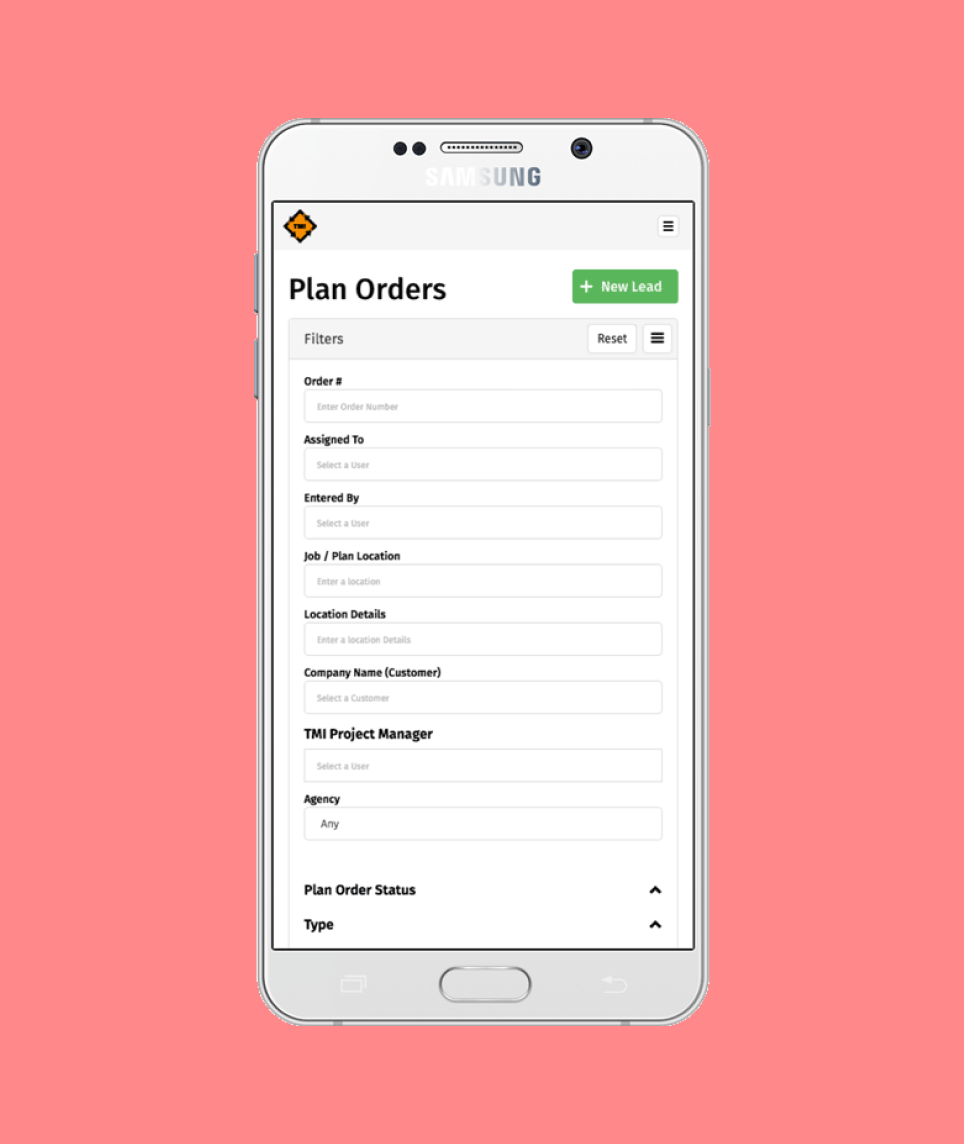 SAMSUNG
TMI
Plan Orders
+ New Lead
Filters
Reset
Order #
Enter Order Number
Assigned To
Select a User
Entered By
Select a User
Job / Plan Location
Enter a location
Location Details
Enter a location Details
Company Name (Customer)
Select a Customer
TMI Project Manager
Select a User
Agency
Any
Plan Order Status
Type